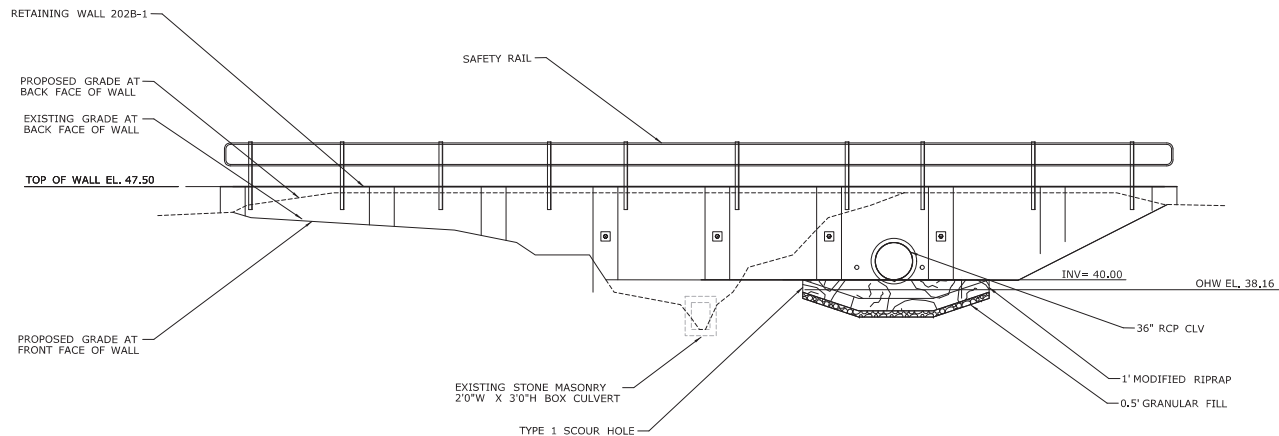 RETAINING WALL 202B-1
SAFETY RAIL
PROPOSED GRADE AT
BACK FACE OF WALL
EXISTING GRADE AT
BACK FACE OF WALL
TOP OF WALL EL. 47.50
INV= 40.00
OHW EL. 38.16
36" RCP CLV
PROPOSED GRADE AT
FRONT FACE OF WALL
EXISTING STONE MASONRY
2'0"W X 3'0"H BOX CULVERT
1' MODIFIED RIPRAP
0.5' GRANULAR FILL
TYPE 1 SCOUR HOLE